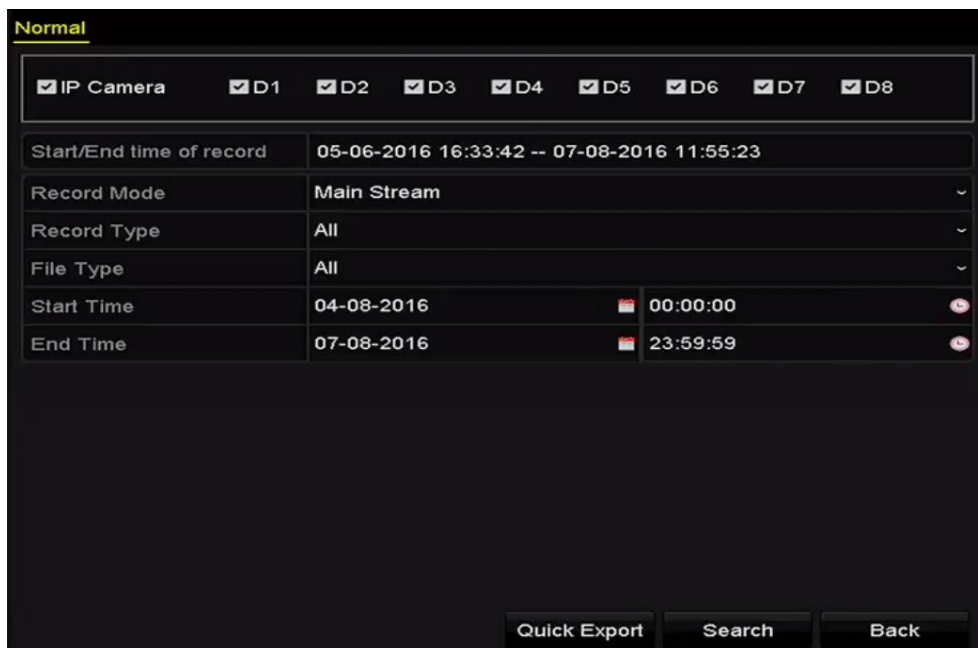 Normal
IP Camera D1 D2 D3 D4 D5 D6 D7 D8
Start/End time of record 05-06-2016 16:33:42 -- 07-08-2016 11:55:23
Record Mode Main Stream
Record Type All
File Type All
Start Time 04-08-2016 00:00:00
End Time 07-08-2016 23:59:59
Quick Export Search Back